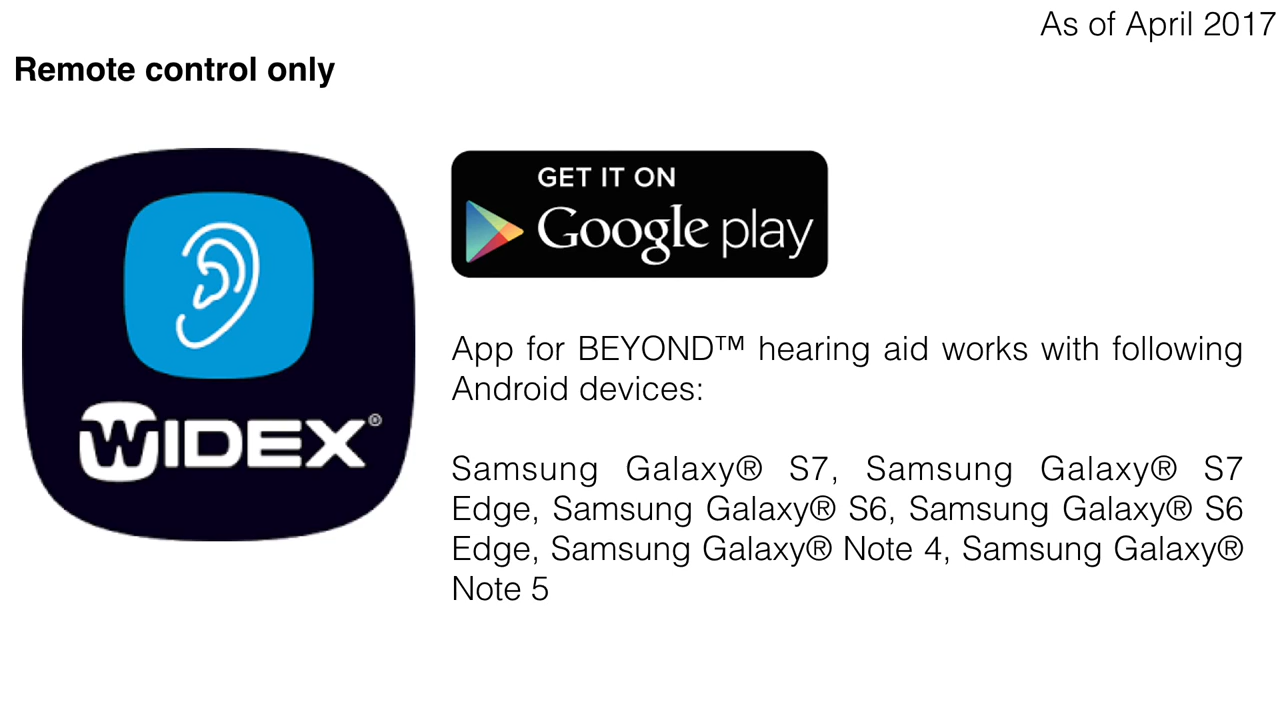 As of April 2017
Remote control only
GET IT ON
Google play
WIDEX®
App for BEYOND™ hearing aid works with following
Android devices:
Samsung Galaxy® S7, Samsung Galaxy® S7
Edge, Samsung Galaxy® S6, Samsung Galaxy® S6
Edge, Samsung Galaxy® Note 4, Samsung Galaxy®
Note 5